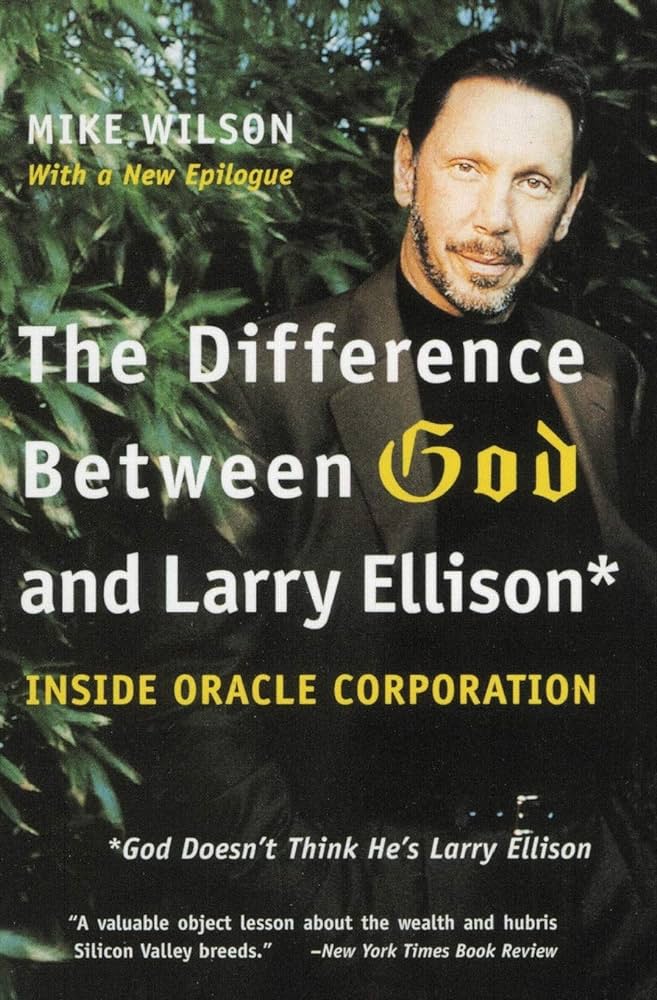 MIKE WILSON
With a New Epilogue
The Difference
Between God
and Larry Ellison*
INSIDE ORACLE CORPORATION
*God Doesn't Think He's Larry Ellison
“A valuable object lesson about the wealth and hubris
Silicon Valley breeds.” –New York Times Book Review